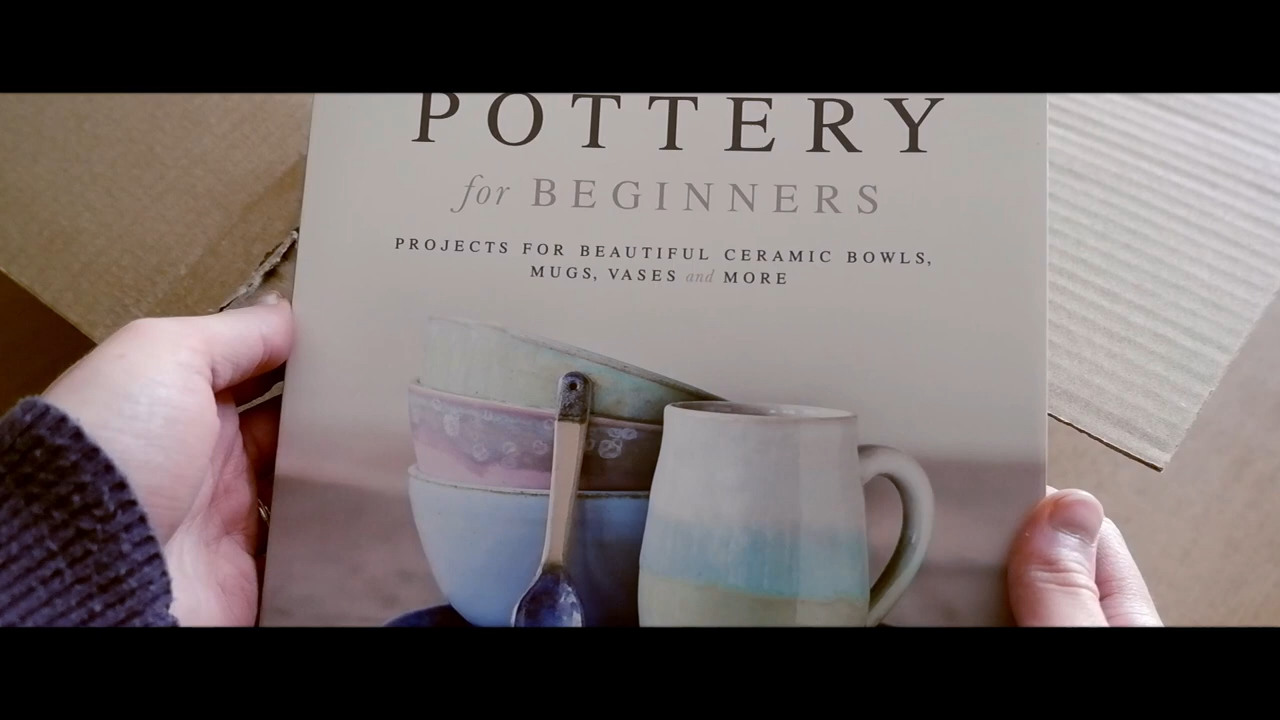 POTTERY
for BEGINNERS
PROJECTS FOR BEAUTIFUL CERAMIC BOWLS,
MUGS, VASES and MORE